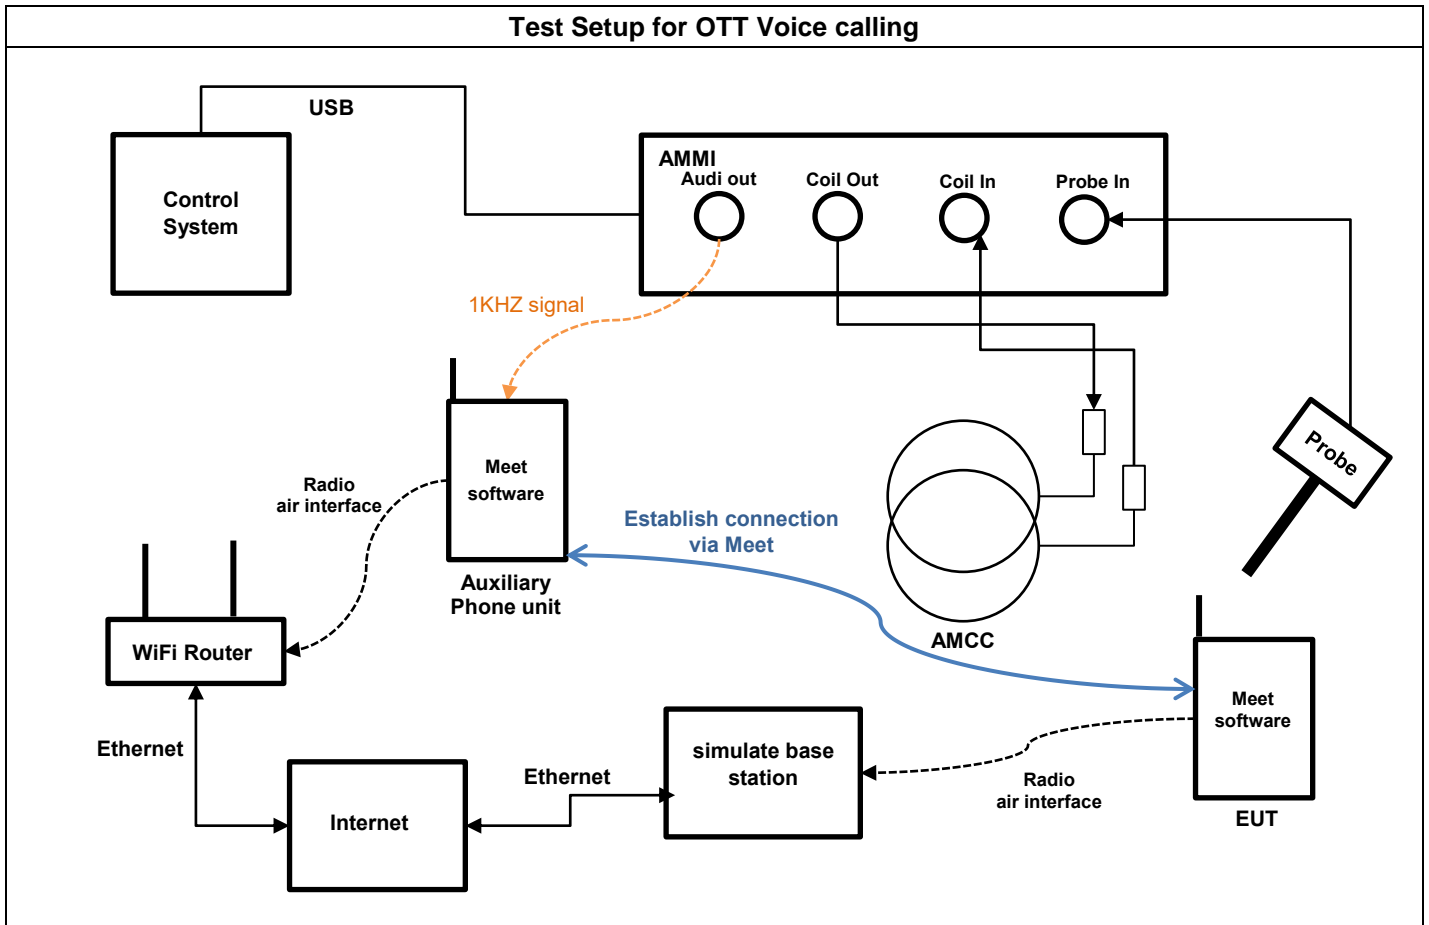 Test Setup for OTT Voice calling
USB
Control
System
AMMI
Audi out
Coil Out
Coil In
Probe In
1KHZ signal
Probe
Meet
software
Radio
air interface
Establish connection
via Meet
Auxiliary
Phone unit
AMCC
WiFi Router
Meet
software
simulate base
station
Ethernet
Ethernet
Radio
air interface
Internet
EUT